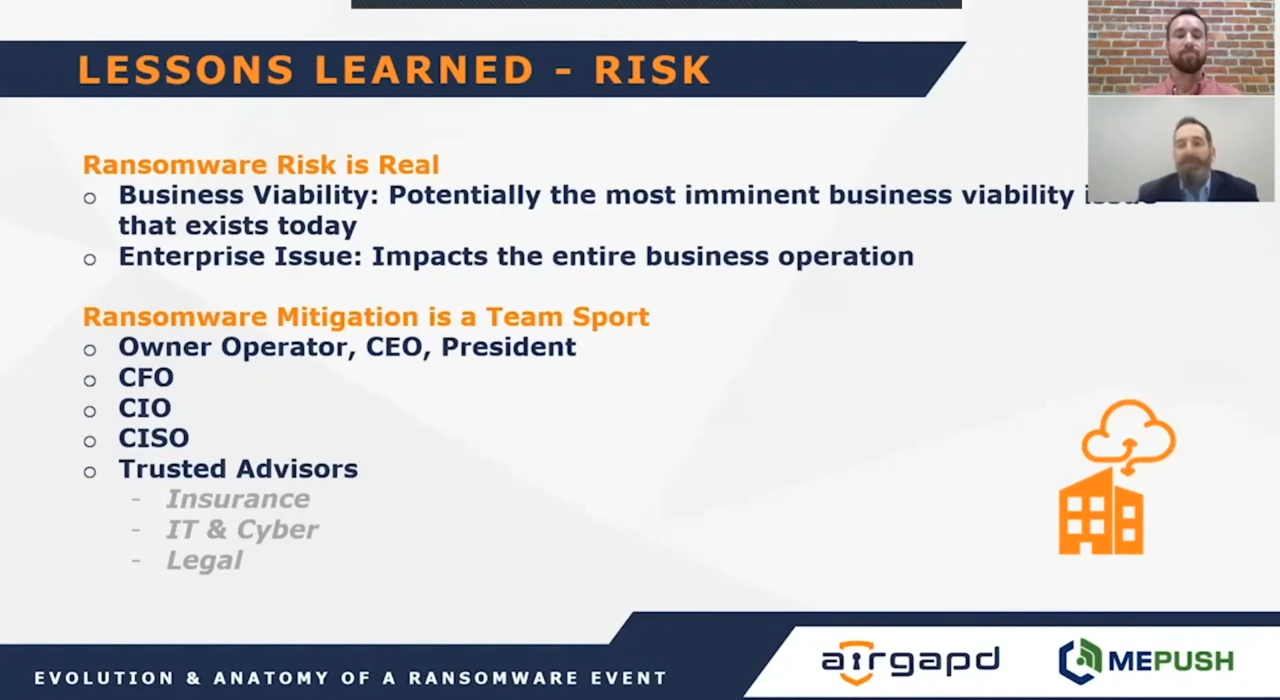 LESSONS LEARNED - RISK
Ransomware Risk is Real
Business Viability: Potentially the most imminent business viability issue
that exists today
Enterprise Issue: Impacts the entire business operation
Ransomware Mitigation is a Team Sport
Owner Operator, CEO, President
CFO
CIO
CISO
Trusted Advisors
- Insurance
- IT & Cyber
- Legal
EVOLUTION & ANATOMY OF A RANSOMWARE EVENT
airgapd
MEPUSH